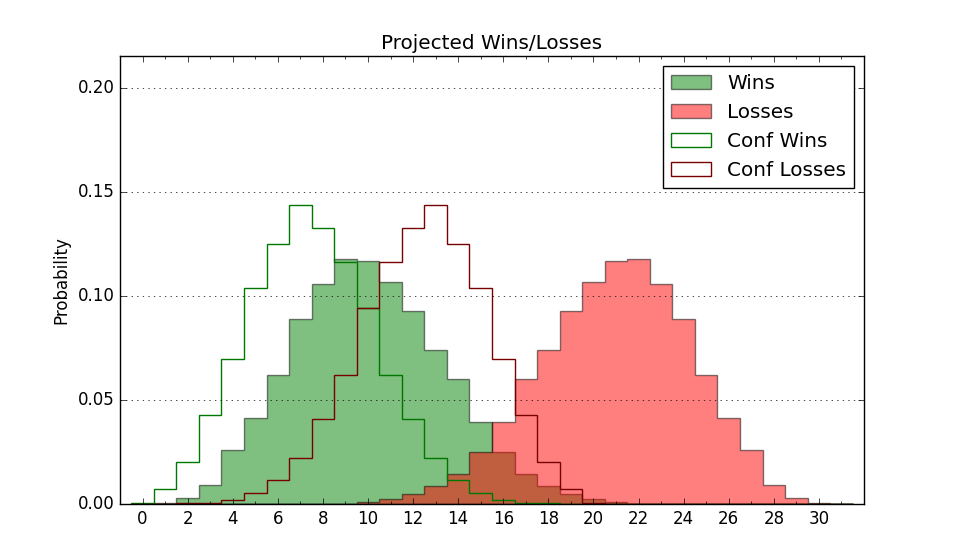 Projected Wins/Losses
Wins
Losses
Conf Wins
Conf Losses
Probability
0.20
0.15
0.10
0.05
0.00
0 2 4 6 8 10 12 14 16 18 20 22 24 26 28 30